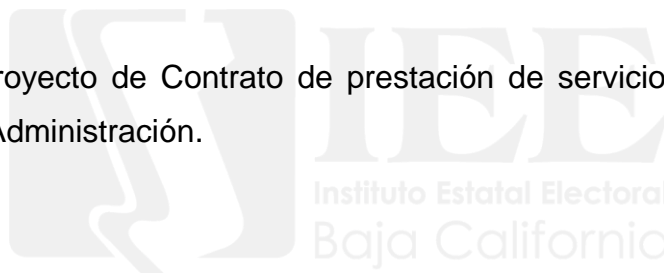 royecto de Contrato de prestación de servicio
Administración.
IEE
Instituto Estatal Electoral
Baja California